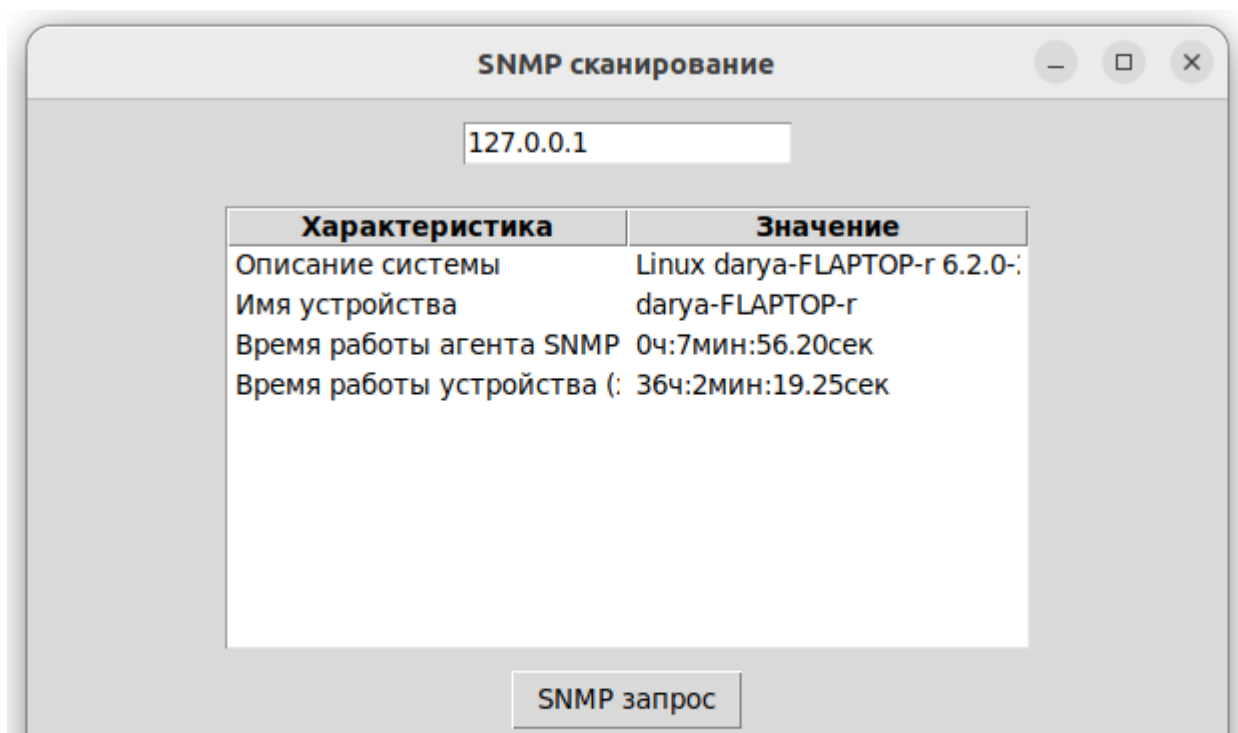 SNMP сканирование
127.0.0.1
Характеристика Значение
Описание системы Linux darya-FLAPTOP-r 6.2.0-
Имя устройства darya-FLAPTOP-r
Время работы агента SNMP 0ч:7мин:56.20сек
Время работы устройства ( 36ч:2мин:19.25сек
SNMP запрос